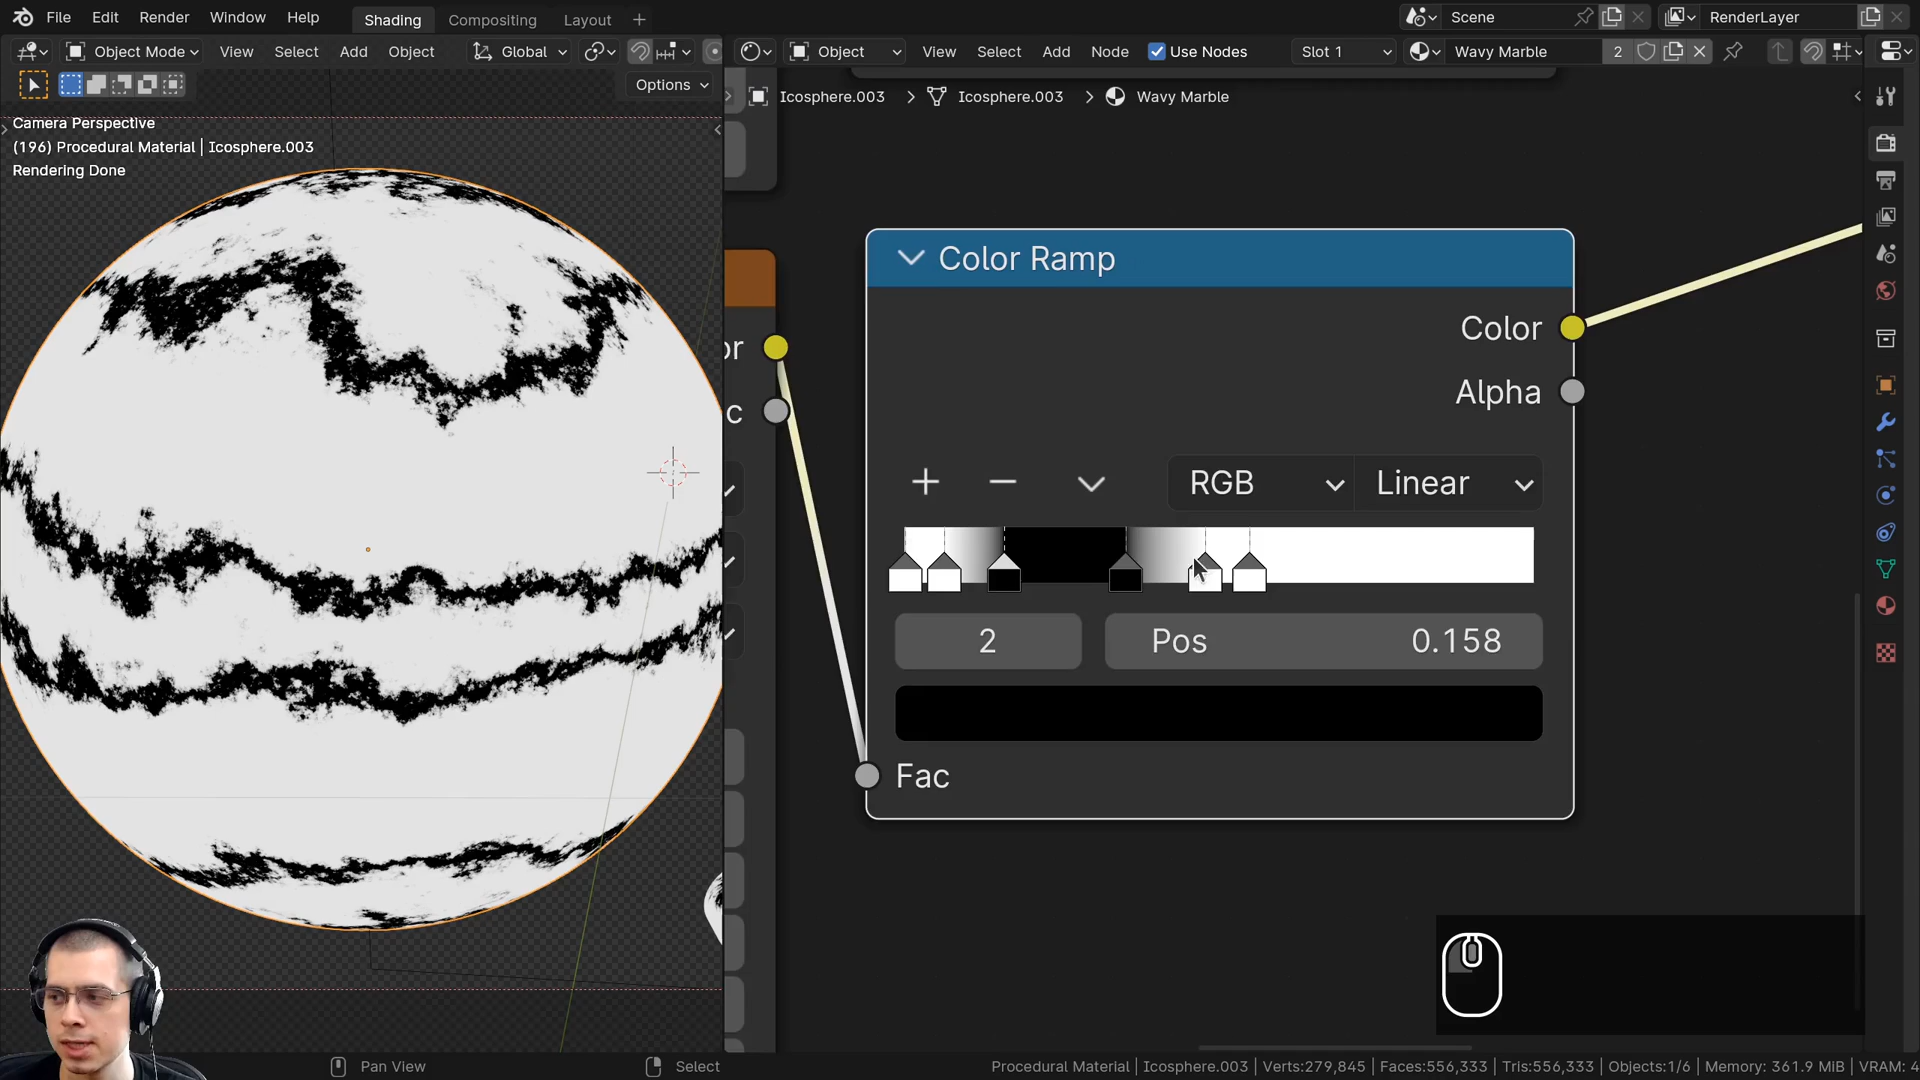 File Edit Render Window Help Shading Compositing Layout Scene RenderLayer
Object Mode View Select Add Object Global Object View Select Add Node Use Nodes Slot 1 Wavy Marble 2
Options
Icosphere.003 Icosphere.003 Wavy Marble
Camera Perspective
(196) Procedural Material | Icosphere.003
Rendering Done
Color Ramp
Color
or
Alpha
c
RGB Linear
2 Pos 0.158
Fac
Pan View Select Procedural Material | Icosphere.003 | Verts:279,845 | Faces:556,333 | Tris:556,333 | Objects:1/6 | Memory: 361.9 MiB | VRAM: 4